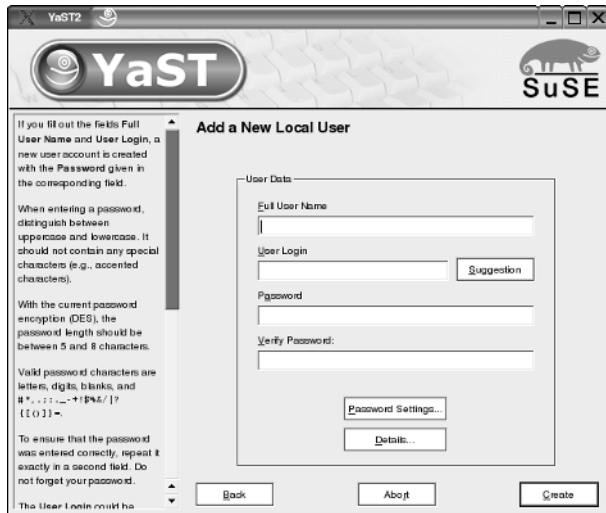 YaST2
YaST
SuSE
If you fill out the fields Full
User Name and User Login, a
new user account is created
with the Password given in
the corresponding field.
When entering a password,
distinguish between
uppercase and lowercase. It
should not contain any special
characters (e.g., accented
characters).
With the current password
encryption (DES), the
password length should be
between 5 and 8 characters.
Valid password characters are
letters, digits, blanks, and
#*,.;:._-+!$%&/|?
{[()]}=.
To ensure that the password
was entered correctly, repeat it
exactly in a second field. Do
not forget your password.
The User Login could be
Add a New Local User
User Data
Full User Name
User Login
Suggestion
Password
Verify Password:
Password Settings...
Details...
Back
Abort
Create